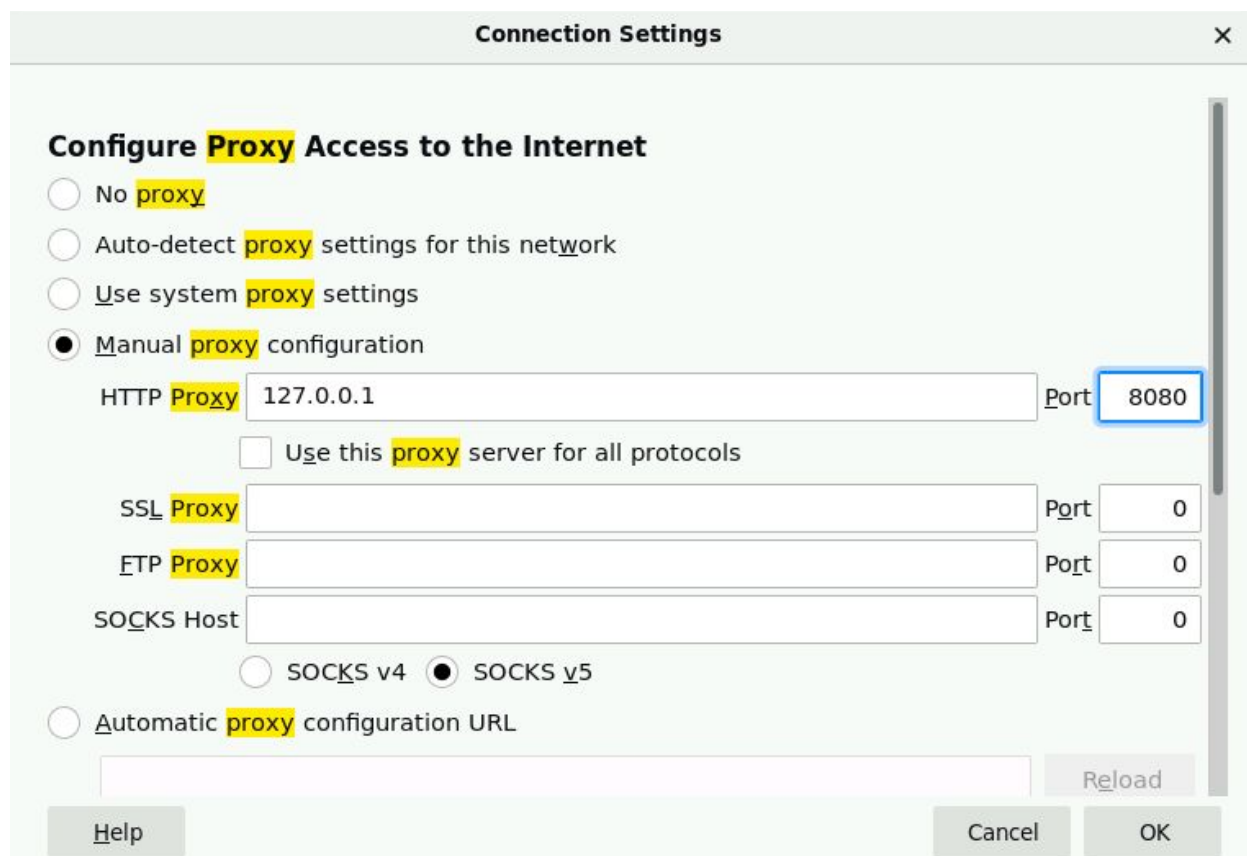 Connection Settings ×
Configure Proxy Access to the Internet
No proxy
Auto-detect proxy settings for this network
Use system proxy settings
Manual proxy configuration
HTTP Proxy 127.0.0.1 Port 8080
Use this proxy server for all protocols
SSL Proxy Port 0
FTP Proxy Port 0
SOCKS Host Port 0
SOCKS v4 SOCKS v5
Automatic proxy configuration URL
Reload
Help Cancel OK